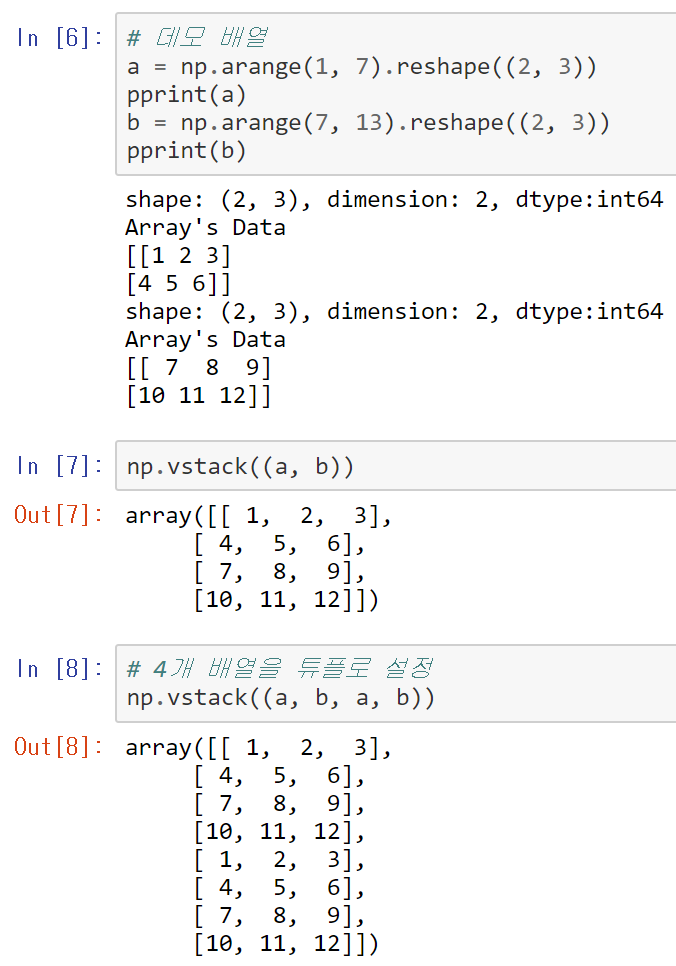 In [6]: # 데모 배열
a = np.arange(1, 7).reshape((2, 3))
pprint(a)
b = np.arange(7, 13).reshape((2, 3))
pprint(b)
shape: (2, 3), dimension: 2, dtype:int64
Array's Data
[[1 2 3]
[4 5 6]]
shape: (2, 3), dimension: 2, dtype:int64
Array's Data
[[ 7  8  9]
[10 11 12]]
In [7]: np.vstack((a, b))
Out[7]: array([[ 1,  2,  3],
[ 4,  5,  6],
[ 7,  8,  9],
[10, 11, 12]])
In [8]: # 4개 배열을 튜플로 설정
np.vstack((a, b, a, b))
Out[8]: array([[ 1,  2,  3],
[ 4,  5,  6],
[ 7,  8,  9],
[10, 11, 12],
[ 1,  2,  3],
[ 4,  5,  6],
[ 7,  8,  9],
[10, 11, 12]])